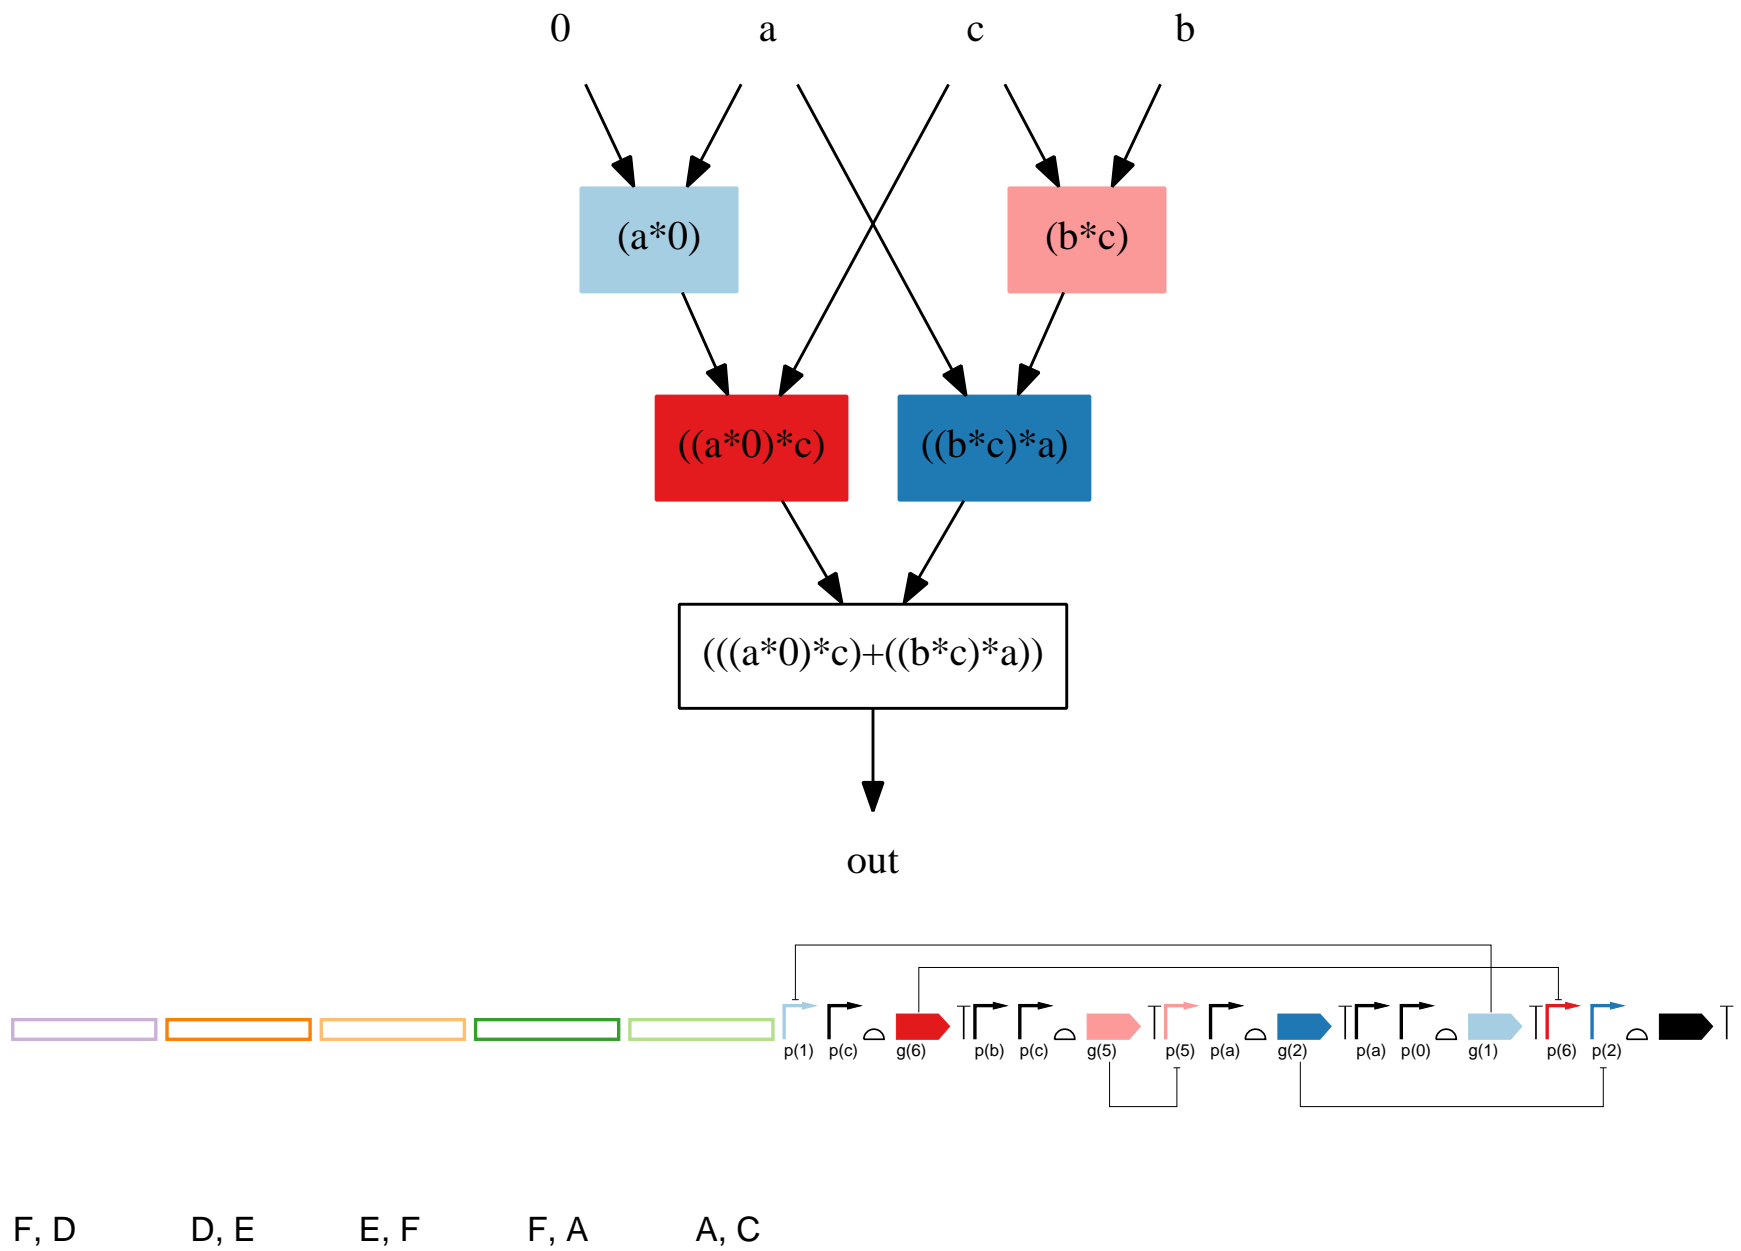 0 a c b
(a*0) (b*c)
((a*0)*c) ((b*c)*a)
(((a*0)*c)+((b*c)*a))
out
p(1) p(c) g(6) p(b) p(c) g(5) p(5) p(a) g(2) p(a) p(0) g(1) p(6) p(2)
F, D D, E E, F F, A A, C